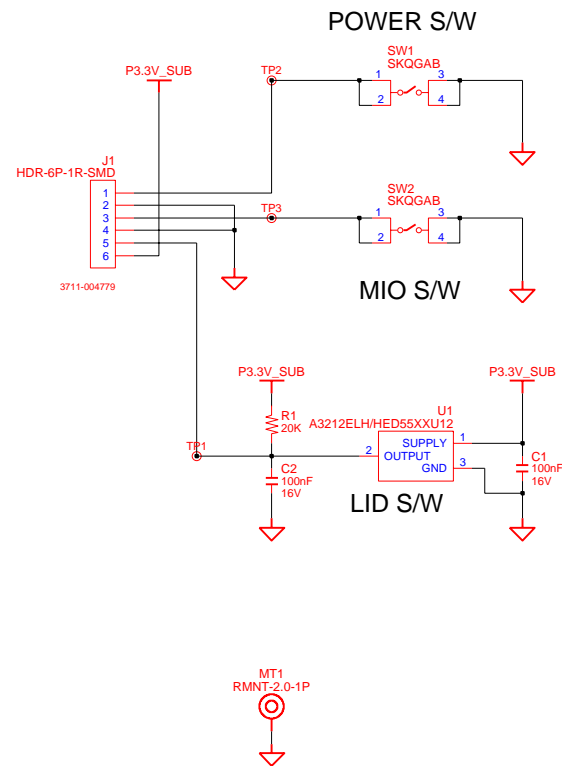 POWER S/W
SW1
SKQGAB
P3.3V_SUB
TP2
1
3
2
4
J1
HDR-6P-1R-SMD
1
2
3
4
5
6
3711-004779
SW2
SKQGAB
TP3
1
3
2
4
MIO S/W
P3.3V_SUB
P3.3V_SUB
R1
20K
U1
A3212ELH/HED55XXU12
TP1
2
SUPPLY
OUTPUT
GND
1
3
C2
100nF
16V
C1
100nF
16V
LID S/W
MT1
RMNT-2.0-1P